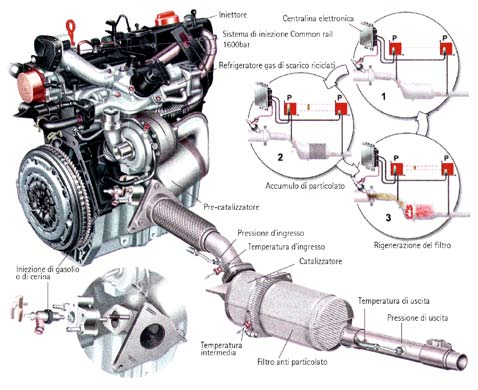 Iniettore
Centralina elettronica
Sistema di iniezione Common rail
1600bar
Refrigeratore gas di scarico riciclati
P
P
1
P
P
2
Accumulo di particolato
P
P
3
Rigenerazione del filtro
Pre-catalizzatore
Pressione d'ingresso
Temperatura d'ingresso
Catalizzatore
Iniezione di gasolio
o di cerina
Temperatura di uscita
Pressione di uscita
Temperatura
intermedia
Filtro anti particolato